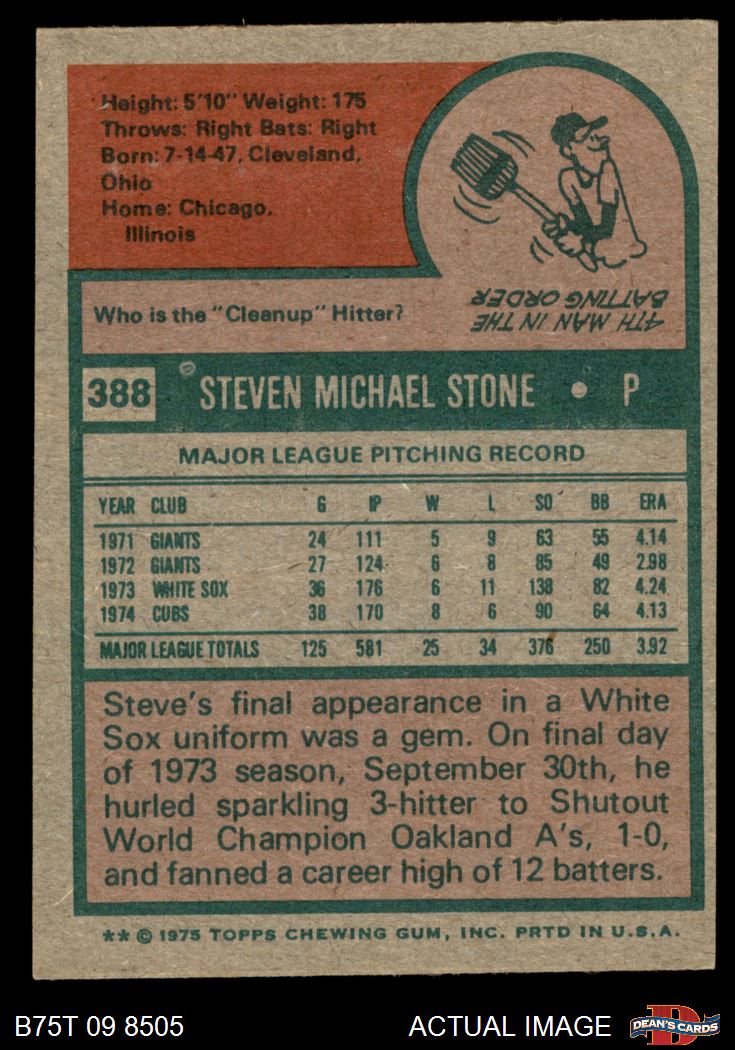 Height: 5'10" Weight: 175
Throws: Right Bats: Right
Born: 7-14-47, Cleveland,
Ohio
Home: Chicago,
Illinois
Who is the "Cleanup" Hitter?
4TH MAN IN THE
BATTING ORDER
388 STEVEN MICHAEL STONE • P
MAJOR LEAGUE PITCHING RECORD
YEAR CLUB G IP W L SO BB ERA
1971 GIANTS 24 111 5 9 63 55 4.14
1972 GIANTS 27 124 6 8 85 49 2.98
1973 WHITE SOX 36 176 6 11 138 82 4.24
1974 CUBS 38 170 8 6 90 64 4.13
MAJOR LEAGUE TOTALS 125 581 25 34 376 250 3.92
Steve's final appearance in a White
Sox uniform was a gem. On final day
of 1973 season, September 30th, he
hurled sparkling 3-hitter to Shutout
World Champion Oakland A's, 1-0,
and fanned a career high of 12 batters.
** © 1975 TOPPS CHEWING GUM, INC. PRTD IN U.S.A.
B75T 09 8505 ACTUAL IMAGE
D
DEAN'S CARDS